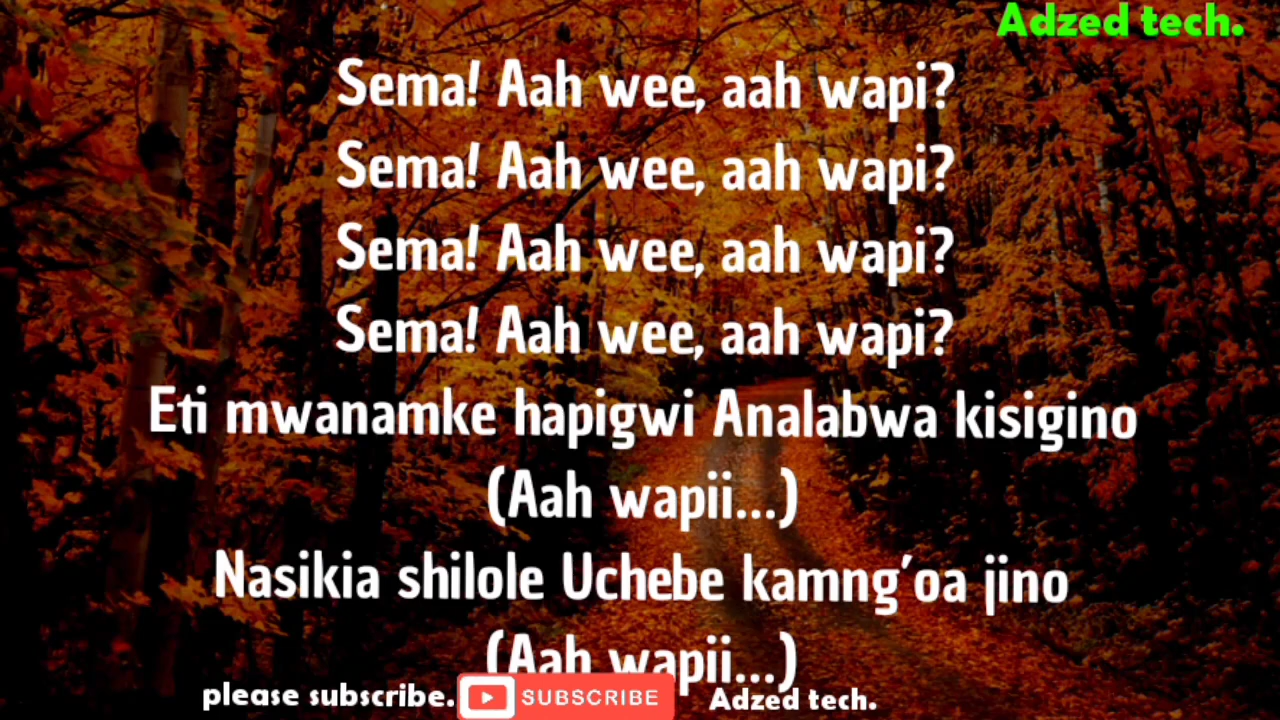 Adzed tech.
Sema! Aah wee, aah wapi?
Sema! Aah wee, aah wapi?
Sema! Aah wee, aah wapi?
Sema! Aah wee, aah wapi?
Eti mwanamke hapigwi Analabwa kisigino
(Aah wapii...)
Nasikia shilole Uchebe kamng'oa jino
(Aah wapii...)
please subscribe. SUBSCRIBE Adzed tech.